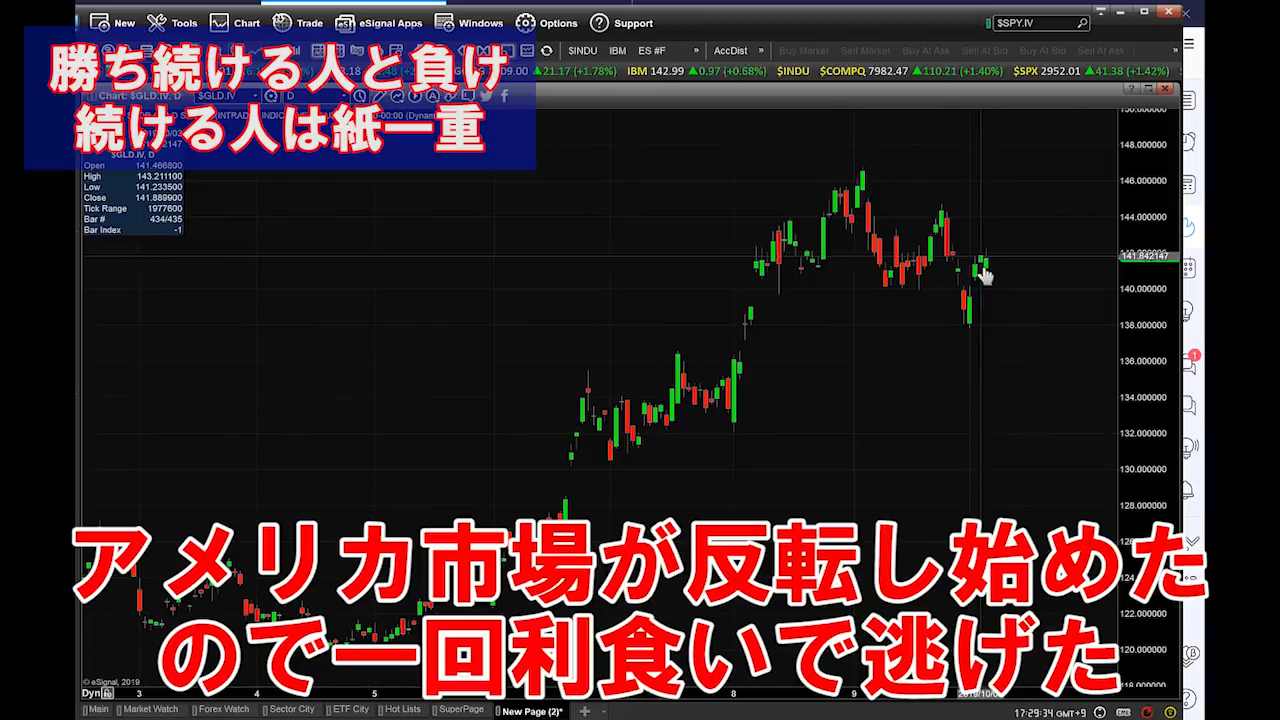 New Tools Chart Trade eSignal Apps Windows Options Support $SPY.IV
$INDU IBM ES #F » AccDist » Buy Market Sell Market Buy At Ask Sell At Bid Buy At Bid Sell At Ask »
21.17 (+1.78%) IBM 142.99 0.97 (+0.68%) $INDU $COMPQ 7982.47 110.21 (+1.40%) $SPX 2952.01 41.38 (+1.42%)
勝ち続ける人と負け
続ける人は紙一重
Chart: $GLD.IV, D $GLD.IV D
$GLD.IV, D
Open 141.466800
High 143.211100
Low 141.233500
Close 141.889900
Tick Range 1977600
Bar # 434/435
Bar Index -1
148.000000
146.000000
144.000000
141.842147
140.000000
138.000000
136.000000
134.000000
132.000000
130.000000
128.000000
122.000000
120.000000
1
アメリカ市場が反転し始めた
ので一回利食いで逃げた
© eSignal, 2019
Dyn 3 4 5 8 9
Main Market Watch Forex Watch Sector City ETF City Hot Lists SuperPage New Page (2)*
17:29:34 GMT+9